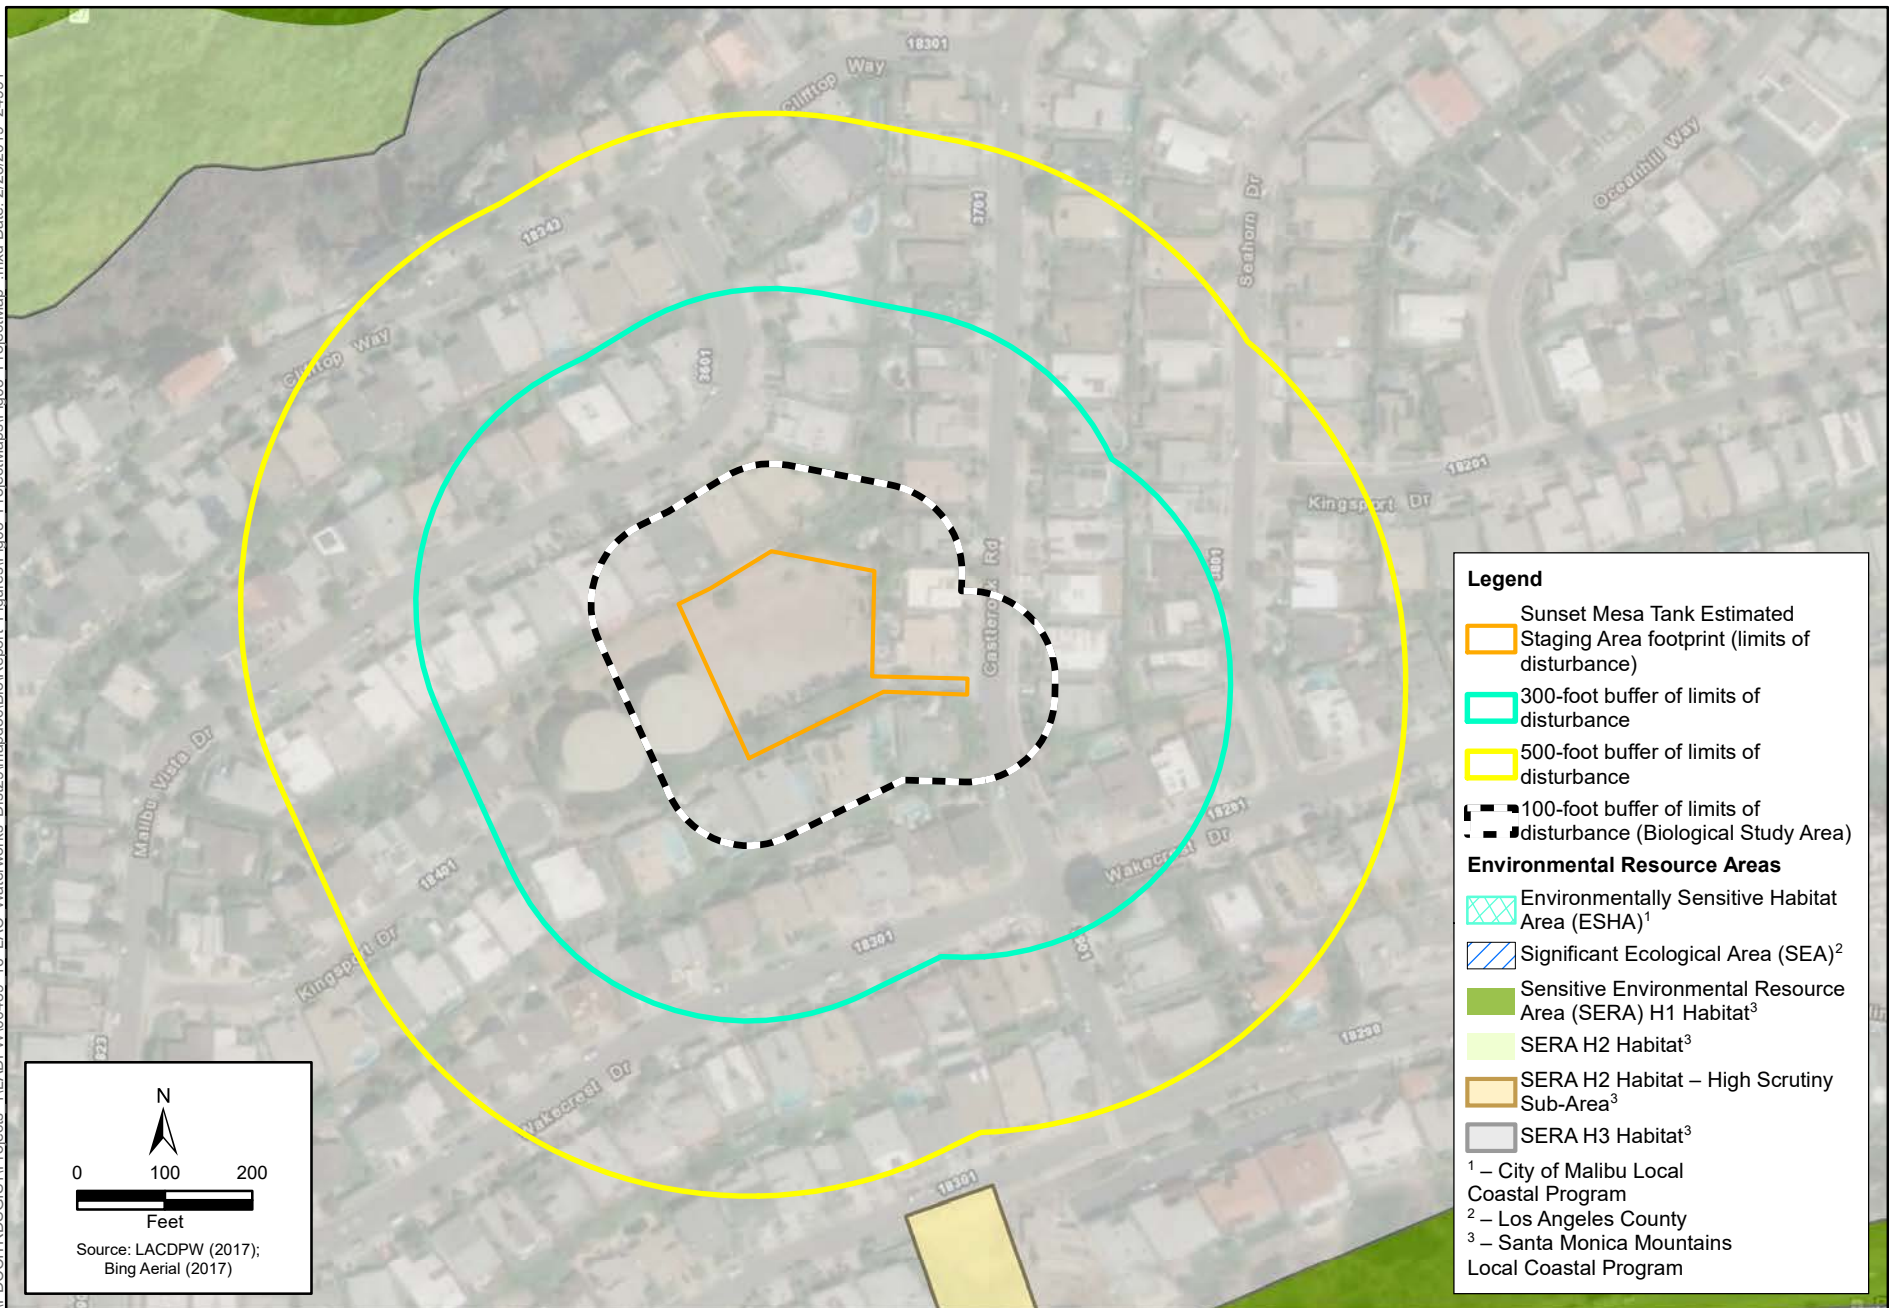 18301
Clifftop Way
3701
Seahorn Dr
Oceanhill Way
18343
Clifftop Way
3601
18201
Kingsport Dr
Castlerock Rd
3801
Malibu Vista Dr
18401
Kingsport Dr
18301
18201
Wakecrest Dr
Wakecrest Dr
18301
18290
Legend
Sunset Mesa Tank Estimated
Staging Area footprint (limits of
disturbance)
300-foot buffer of limits of
disturbance
500-foot buffer of limits of
disturbance
100-foot buffer of limits of
disturbance (Biological Study Area)
Environmental Resource Areas
Environmentally Sensitive Habitat
Area (ESHA)1
Significant Ecological Area (SEA)2
Sensitive Environmental Resource
Area (SERA) H1 Habitat3
SERA H2 Habitat3
SERA H2 Habitat – High Scrutiny
Sub-Area3
SERA H3 Habitat3
1 – City of Malibu Local
Coastal Program
2 – Los Angeles County
3 – Santa Monica Mountains
Local Coastal Program
N
0 100 200
Feet
Source: LACDPW (2017);
Bing Aerial (2017)